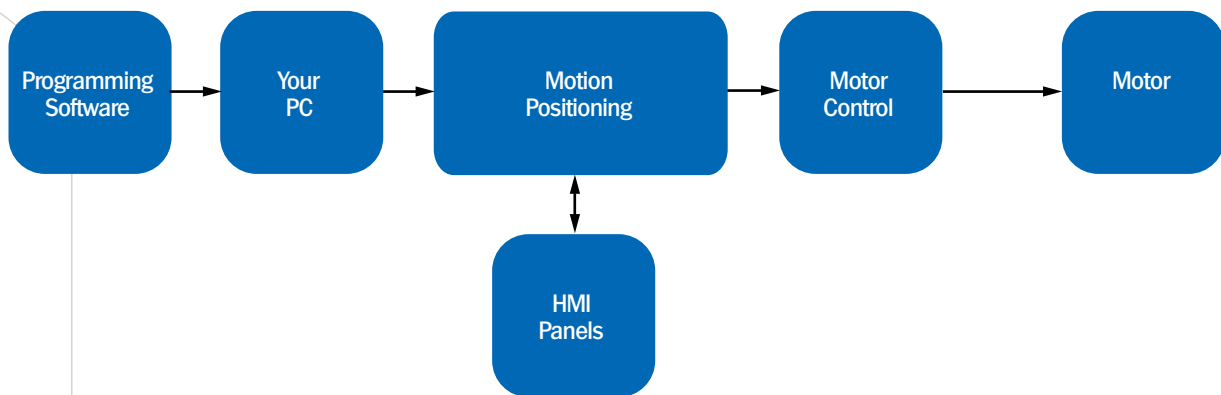 Programming
Software
Your
PC
Motion
Positioning
Motor
Control
Motor
HMI
Panels